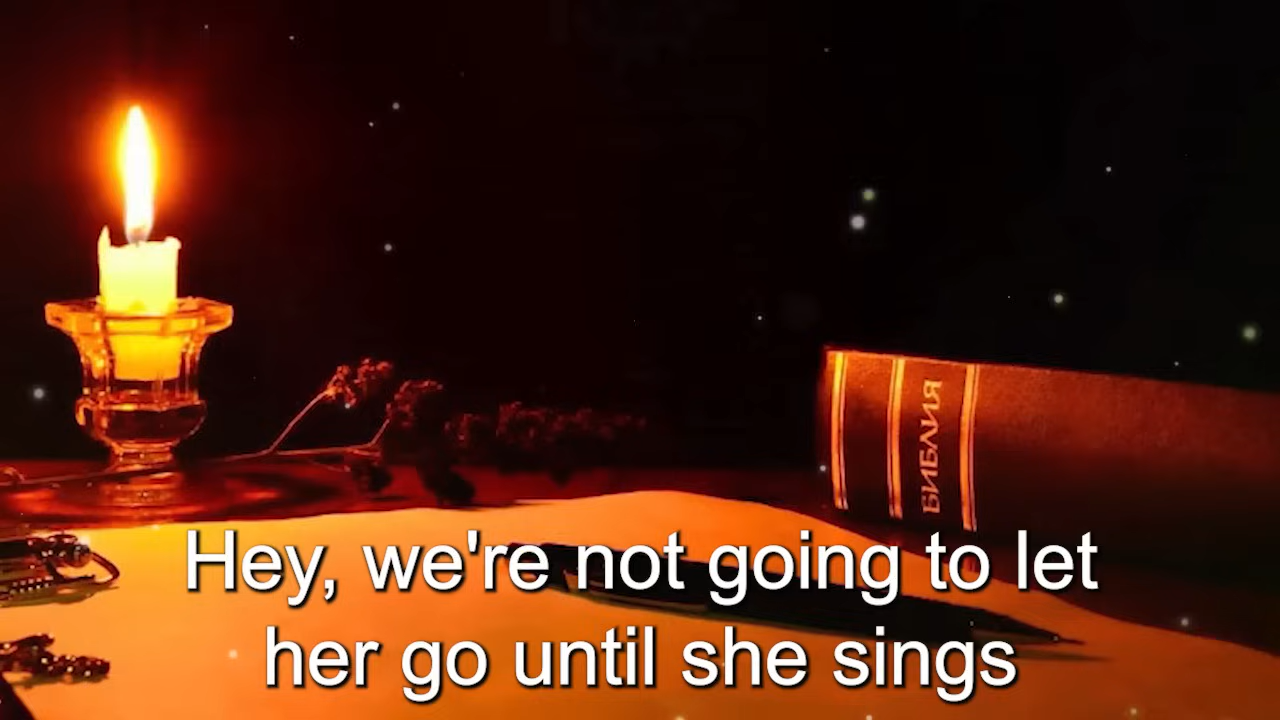 БИБЛИЯ
Hey, we're not going to let
her go until she sings